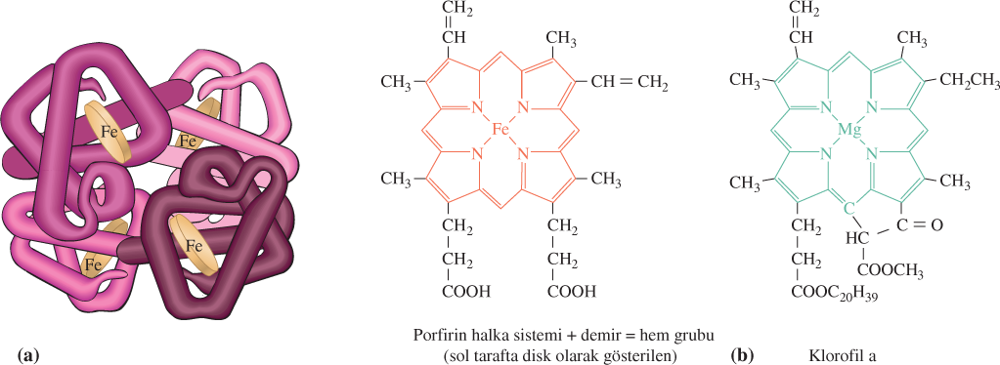 Fe
Fe
Fe
Fe
(a)
CH2
CH
CH3
CH3
CH = CH2
N
N
Fe
N
N
CH3
CH3
CH2
CH2
CH2
CH2
COOH
COOH
Porfirin halka sistemi + demir = hem grubu
(sol tarafta disk olarak gösterilen)
CH2
CH
CH3
CH3
CH2CH3
N
N
Mg
N
N
CH3
CH3
C
C = O
HC
CH2
CH2
COOCH3
COOC20H39
(b)
Klorofil a